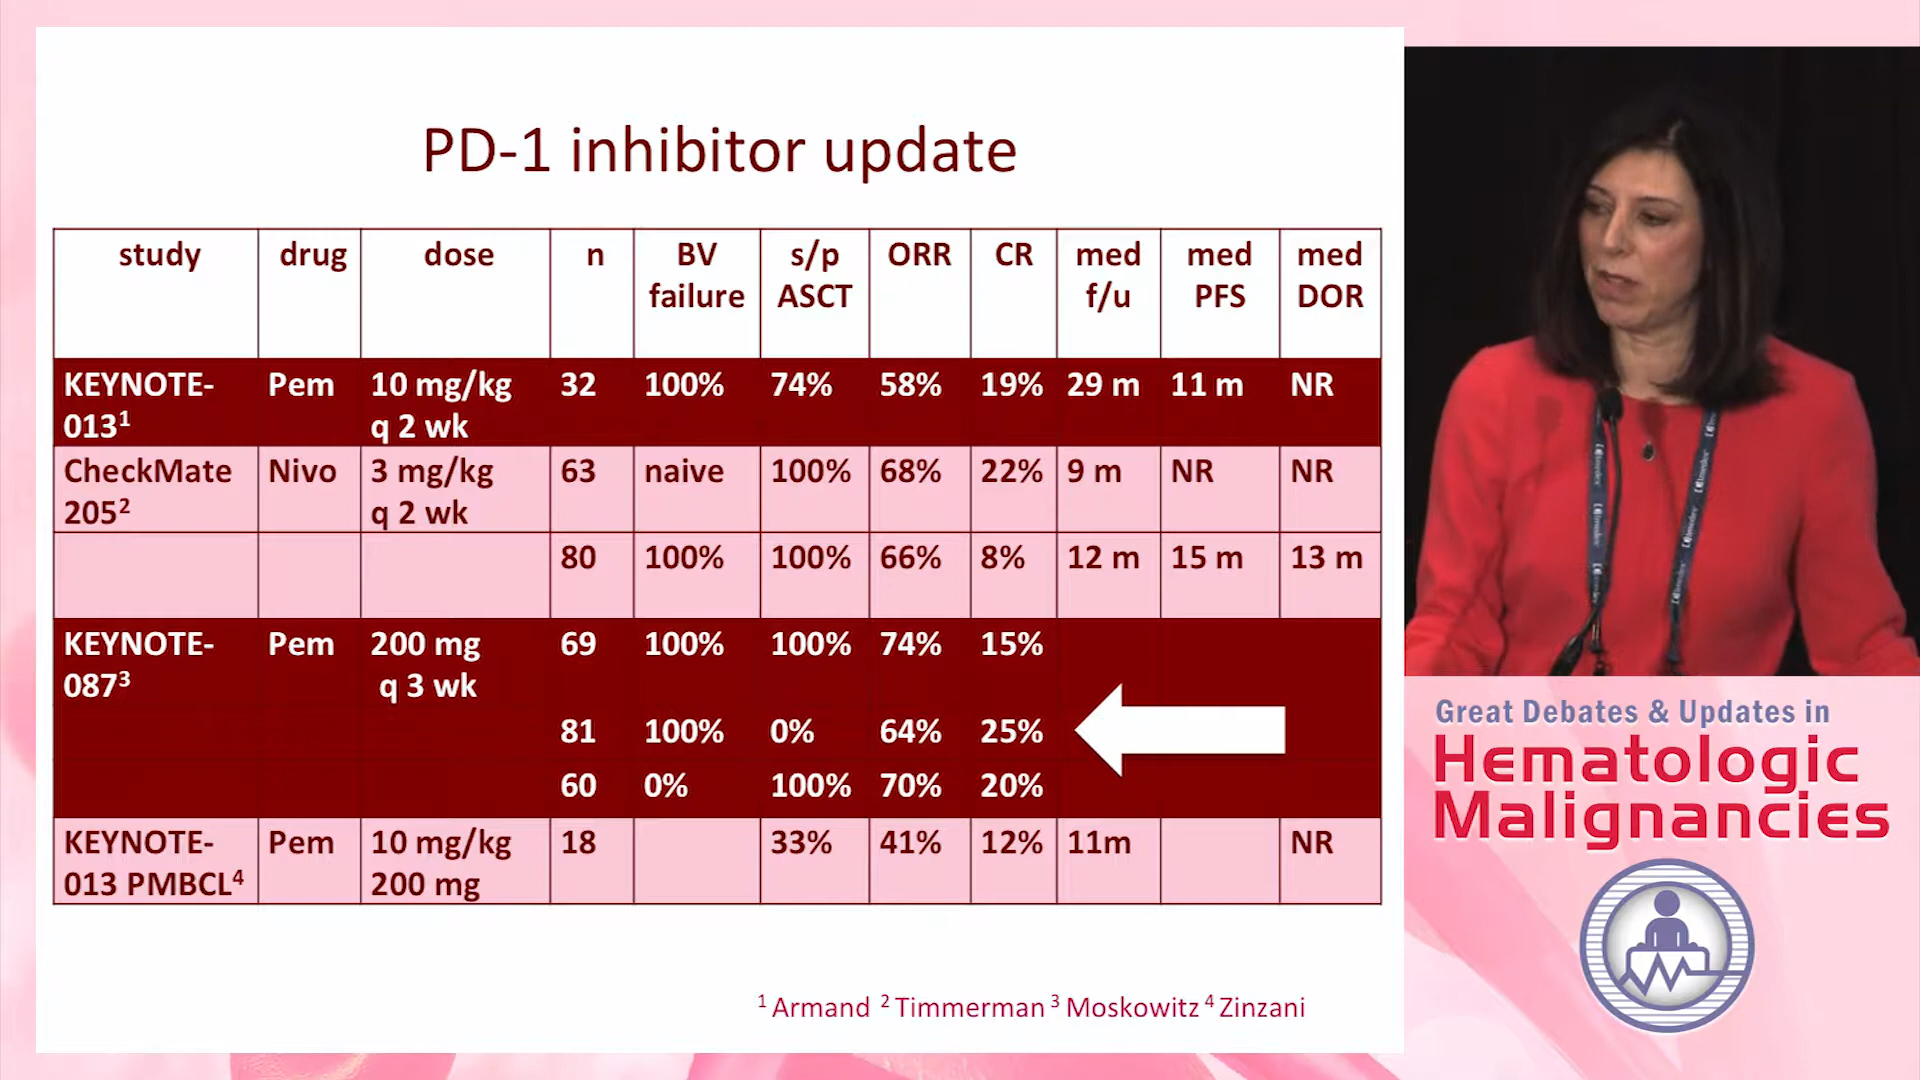 PD-1 inhibitor update
study drug dose n BV failure s/p ASCT ORR CR med f/u med PFS med DOR
KEYNOTE-013¹ Pem 10 mg/kg q 2 wk 32 100% 74% 58% 19% 29 m 11 m NR
CheckMate 205² Nivo 3 mg/kg q 2 wk 63 naive 100% 68% 22% 9 m NR NR
80 100% 100% 66% 8% 12 m 15 m 13 m
KEYNOTE-087³ Pem 200 mg q 3 wk 69 100% 100% 74% 15%
81 100% 0% 64% 25%
60 0% 100% 70% 20%
KEYNOTE-013 PMBCL⁴ Pem 10 mg/kg 200 mg 18 33% 41% 12% 11m NR
¹ Armand ² Timmerman ³ Moskowitz ⁴ Zinzani
Great Debates & Updates in
Hematologic
Malignancies